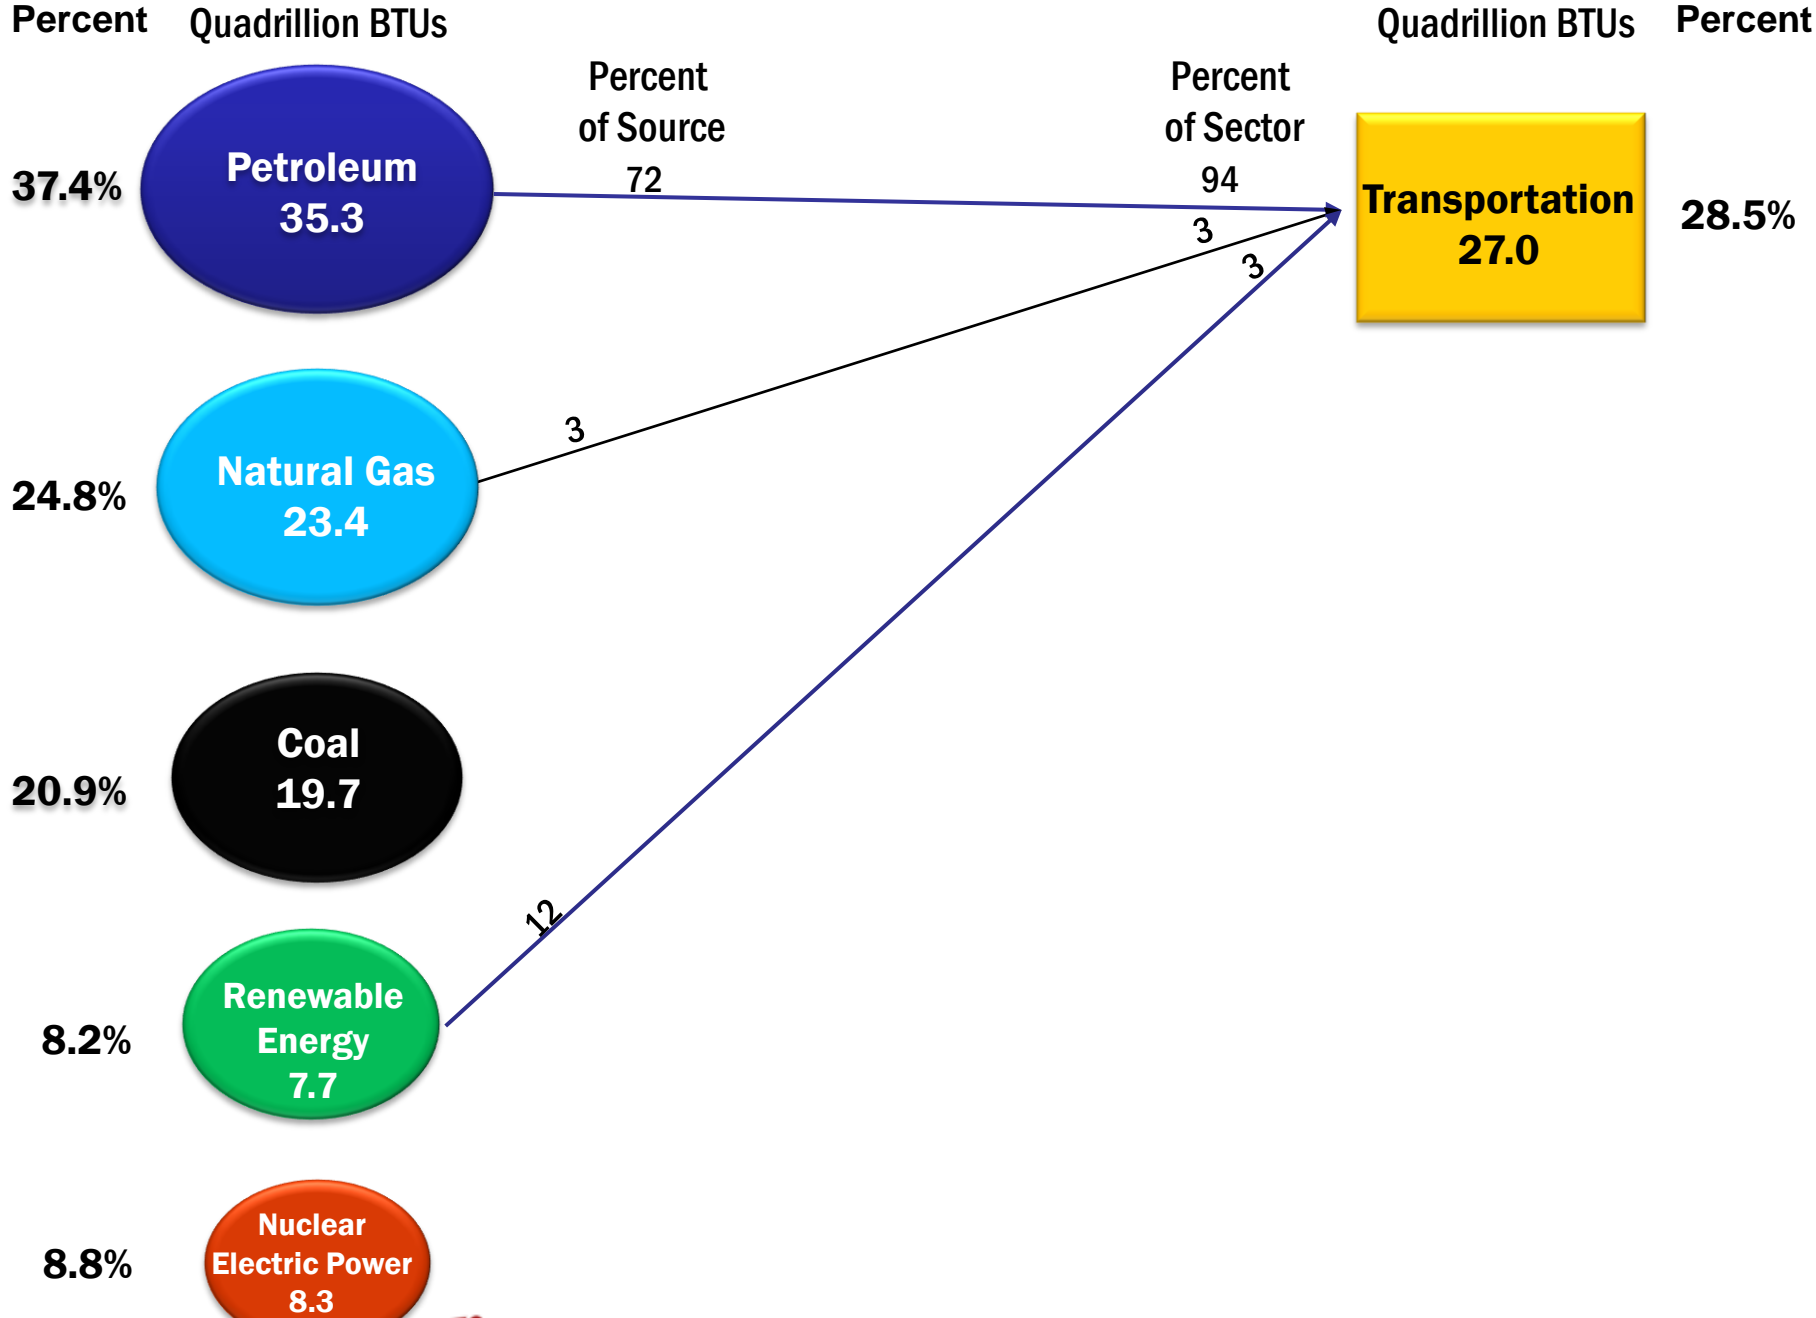 Percent
Quadrillion BTUs
Quadrillion BTUs
Percent
Percent
of Source
Percent
of Sector
37.4%
Petroleum
35.3
72
94
3
3
Transportation
27.0
28.5%
24.8%
Natural Gas
23.4
3
20.9%
Coal
19.7
12
8.2%
Renewable
Energy
7.7
8.8%
Nuclear
Electric Power
8.3